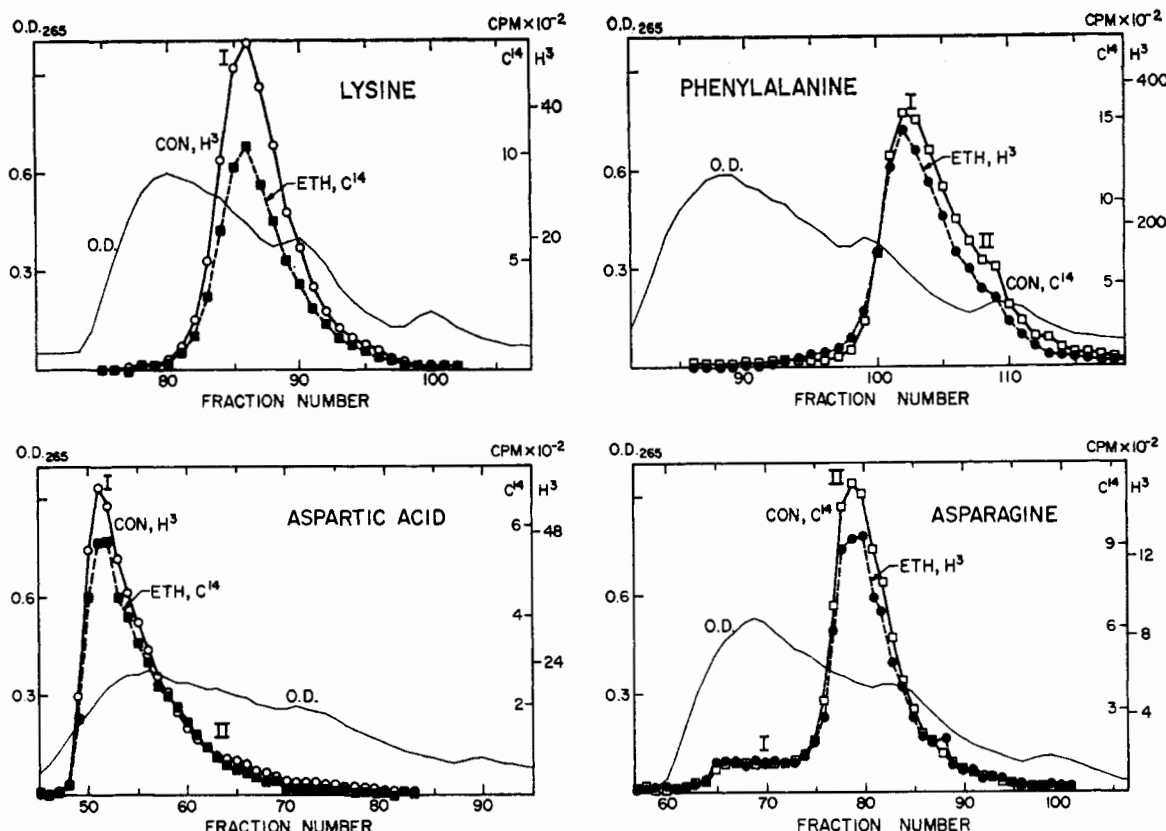 O.D.265
CPM×10-2
C14 H3
I
LYSINE
CON, H3
ETH, C14
O.D.
0.6
0.3
40
10
20
5
80
90
100
FRACTION NUMBER
O.D.265
CPM×10-2
C14 H3
PHENYLALANINE
I
ETH, H3
O.D.
II
CON, C14
0.6
0.3
400
15
10
200
5
90
100
110
FRACTION NUMBER
O.D.265
CPM×10-2
C14 H3
I
CON, H3
ASPARTIC ACID
ETH, C14
O.D.
II
0.6
0.3
6
48
4
24
2
50
60
70
80
90
FRACTION NUMBER
O.D.265
CPM×10-2
C14 H3
II
CON, C14
ASPARAGINE
ETH, H3
O.D.
I
0.6
0.3
9
12
6
8
3
4
60
70
80
90
100
FRACTION NUMBER